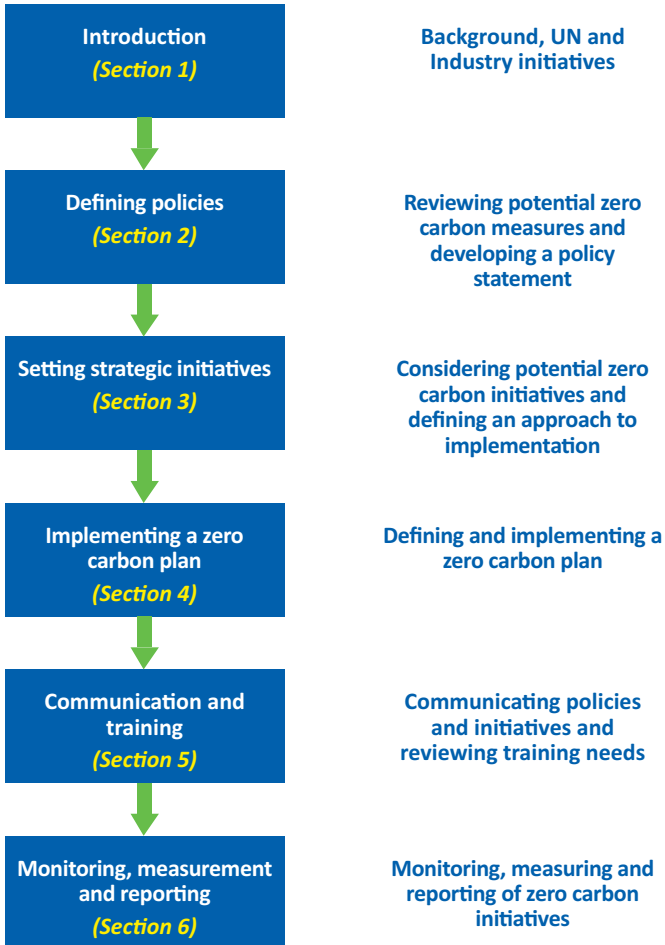 Introduction
(Section 1)
Background, UN and
Industry initiatives
Defining policies
(Section 2)
Reviewing potential zero
carbon measures and
developing a policy
statement
Setting strategic initiatives
(Section 3)
Considering potential zero
carbon initiatives and
defining an approach to
implementation
Implementing a zero
carbon plan
(Section 4)
Defining and implementing a
zero carbon plan
Communication and
training
(Section 5)
Communicating policies
and initiatives and
reviewing training needs
Monitoring, measurement
and reporting
(Section 6)
Monitoring, measuring and
reporting of zero carbon
initiatives